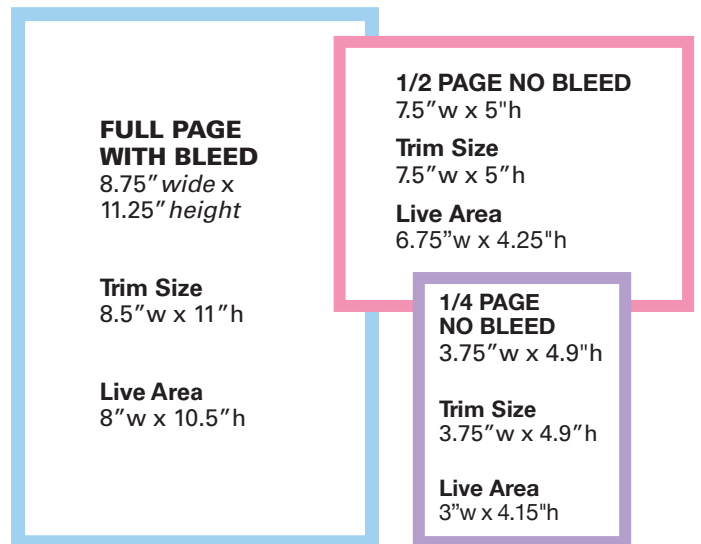 FULL PAGE
WITH BLEED
8.75” wide x
11.25” height
Trim Size
8.5”w x 11”h
Live Area
8”w x 10.5”h
1/2 PAGE NO BLEED
7.5”w x 5"h
Trim Size
7.5”w x 5”h
Live Area
6.75”w x 4.25"h
1/4 PAGE
NO BLEED
3.75”w x 4.9"h
Trim Size
3.75”w x 4.9”h
Live Area
3”w x 4.15"h